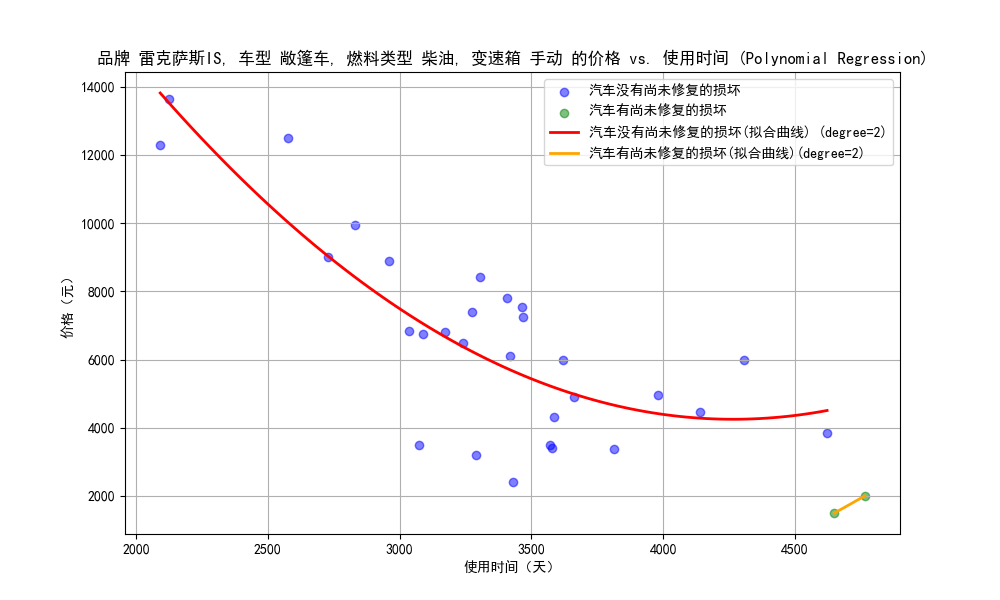 品牌 雷克萨斯IS, 车型 敞篷车, 燃料类型 柴油, 变速箱 手动 的价格 vs. 使用时间 (Polynomial Regression)
汽车没有尚未修复的损坏
汽车有尚未修复的损坏
汽车没有尚未修复的损坏(拟合曲线) (degree=2)
汽车有尚未修复的损坏(拟合曲线)(degree=2)
价格（元）
14000
12000
10000
8000
6000
4000
2000
2000 2500 3000 3500 4000 4500
使用时间（天）